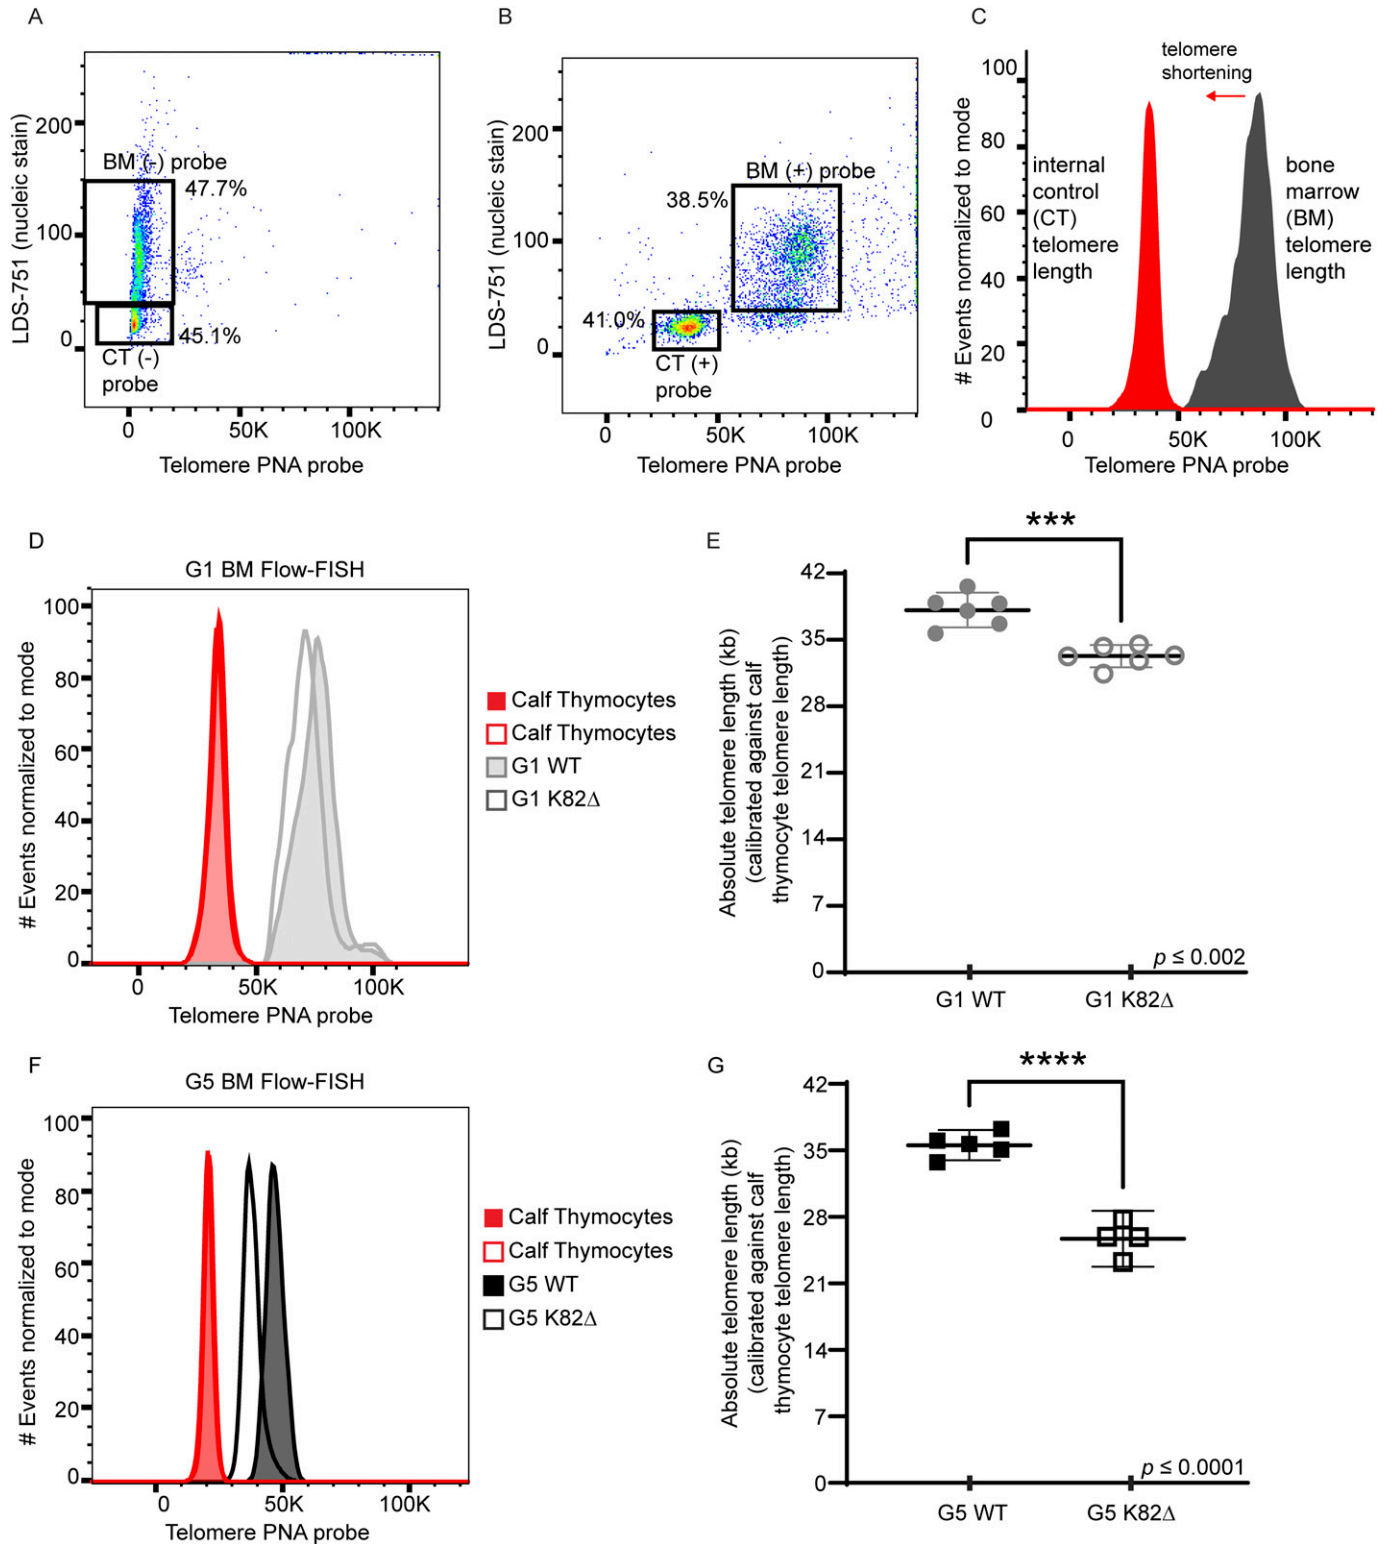 A
LDS-751 (nucleic stain)
200
100
0
BM (-) probe
47.7%
45.1%
CT (-)
probe
0
50K
100K
Telomere PNA probe
B
LDS-751 (nucleic stain)
200
100
0
BM (+) probe
38.5%
41.0%
CT (+)
probe
0
50K
100K
Telomere PNA probe
C
# Events normalized to mode
100
80
60
40
20
0
telomere
shortening
internal
control
(CT)
telomere
length
bone
marrow
(BM)
telomere
length
0
50K
100K
Telomere PNA probe
D
G1 BM Flow-FISH
# Events normalized to mode
100
80
60
40
20
0
0
50K
100K
Telomere PNA probe
Calf Thymocytes
Calf Thymocytes
G1 WT
G1 K82Δ
E
Absolute telomere length (kb)
(calibrated against calf
thymocyte telomere length)
42
35
28
21
14
7
0
***
p ≤ 0.002
G1 WT
G1 K82Δ
F
G5 BM Flow-FISH
# Events normalized to mode
100
80
60
40
20
0
0
50K
100K
Telomere PNA probe
Calf Thymocytes
Calf Thymocytes
G5 WT
G5 K82Δ
G
Absolute telomere length (kb)
(calibrated against calf
thymocyte telomere length)
42
35
28
21
14
7
0
****
p ≤ 0.0001
G5 WT
G5 K82Δ